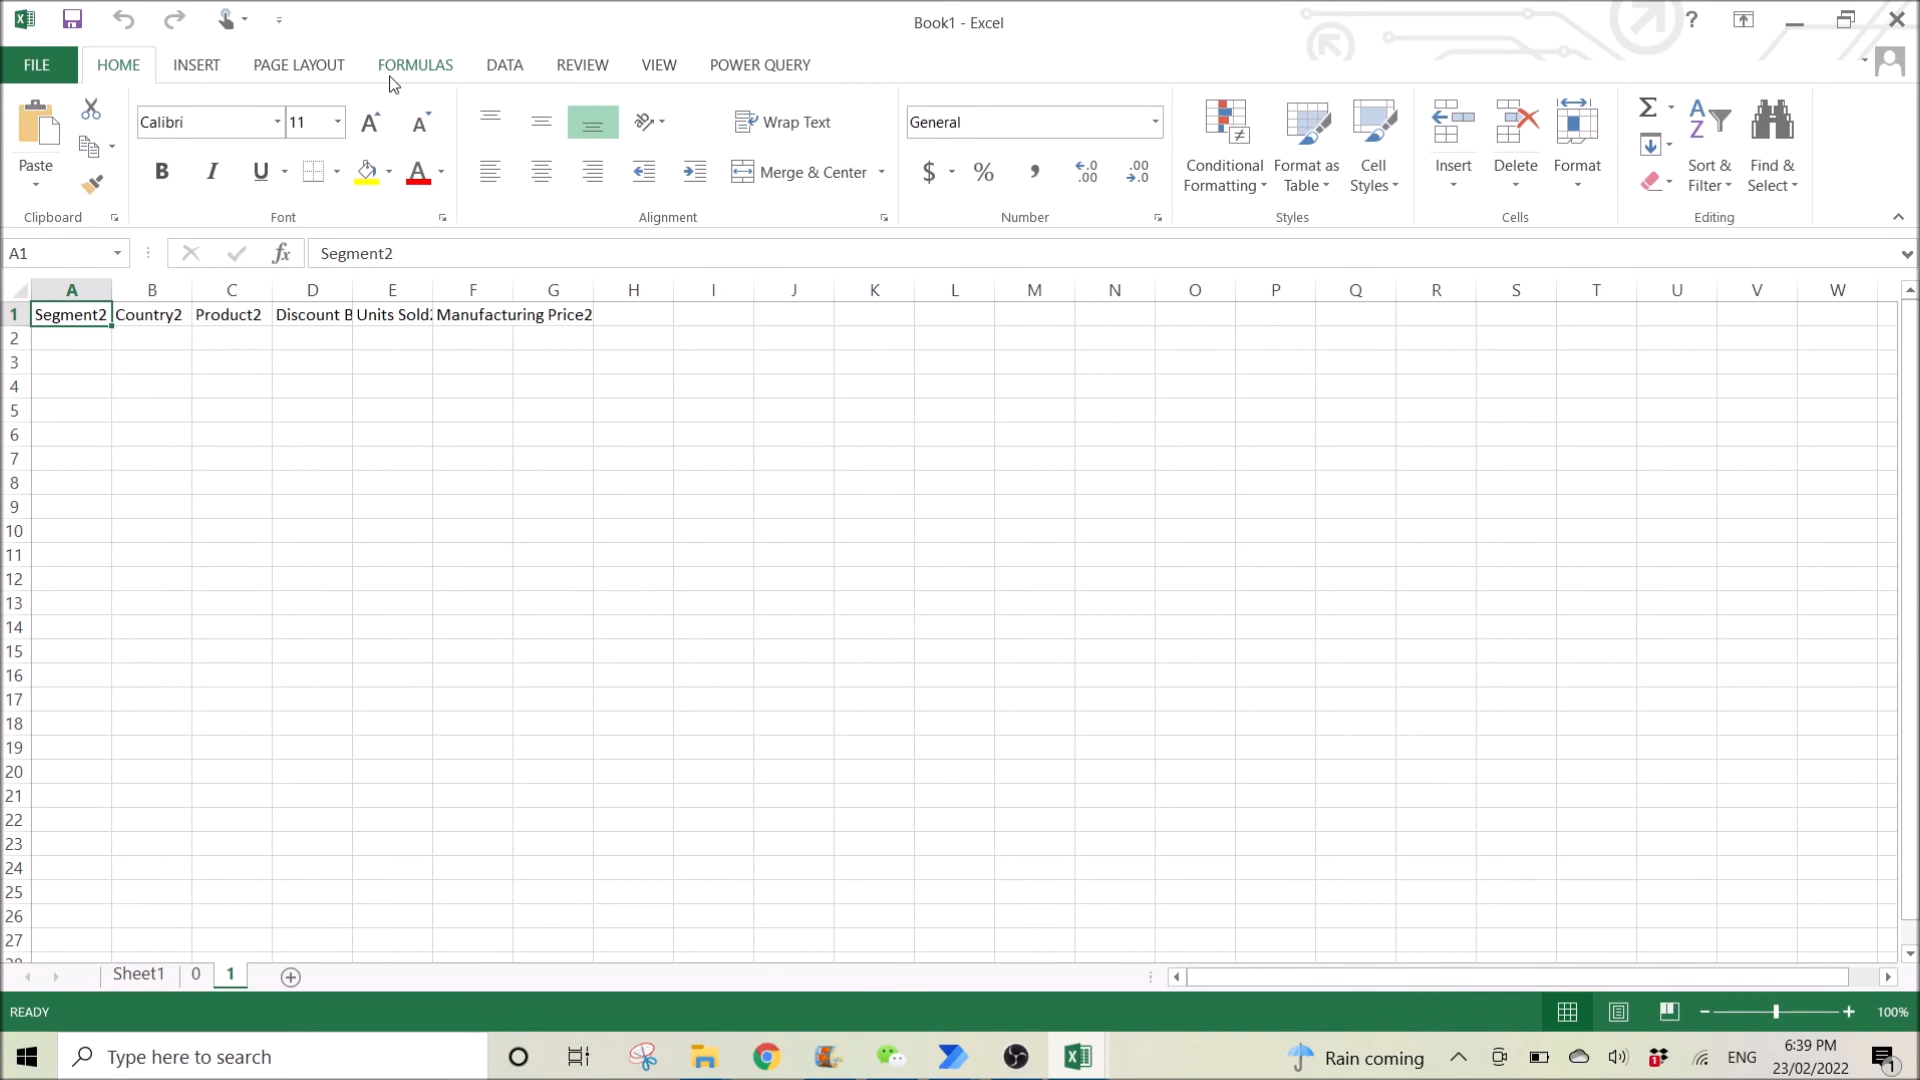 Book1 - Excel
FILE HOME INSERT PAGE LAYOUT FORMULAS DATA REVIEW VIEW POWER QUERY
Calibri 11 Wrap Text General
Paste B I U A Merge & Center $ % , Conditional Formatting Format as Table Cell Styles Insert Delete Format Sort & Filter Find & Select
Clipboard Font Alignment Number Styles Cells Editing
A1 fx Segment2
A B C D E F G H I J K L M N O P Q R S T U V W
1 Segment2 Country2 Product2 Discount B Units Sold2 Manufacturing Price2
2
3
4
5
6
7
8
9
10
11
12
13
14
15
16
17
18
19
20
21
22
23
24
25
26
27
Sheet1 0 1
READY 100%
Type here to search Rain coming ENG 6:39 PM
23/02/2022 1